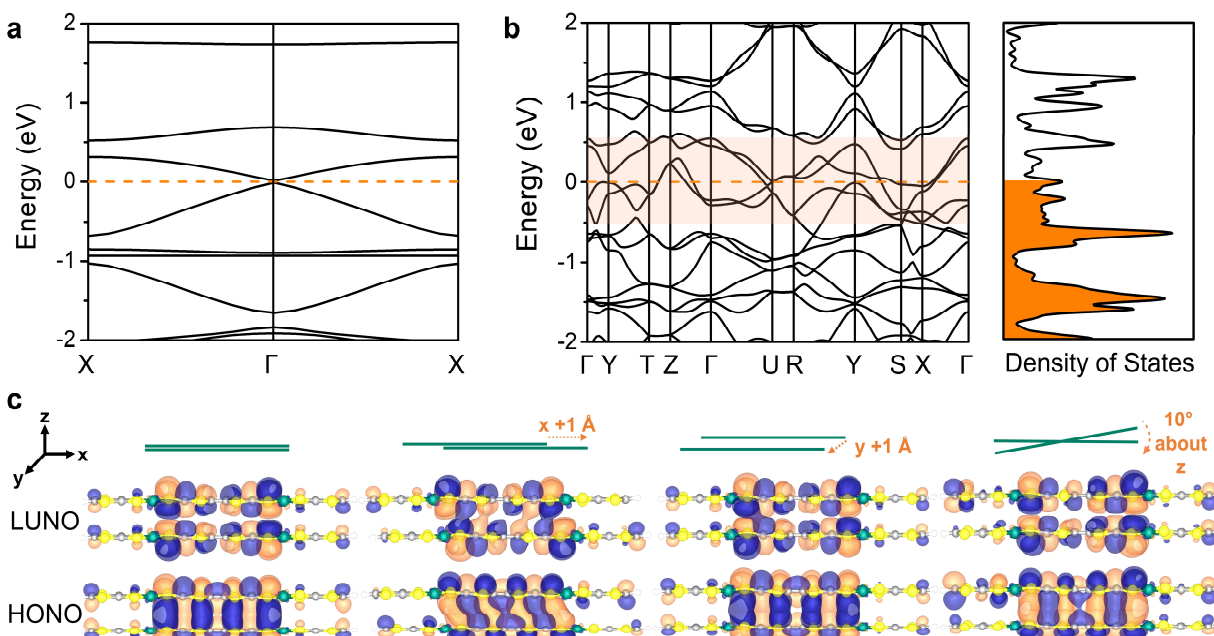 a
2
1
0
-1
-2
Energy (eV)
X Γ X
b
2
1
0
-1
-2
Energy (eV)
Γ Y T Z Γ U R Y S X Γ
Density of States
c
z
x
y
x +1 Å
y +1 Å
10°
about
z
LUNO
HONO